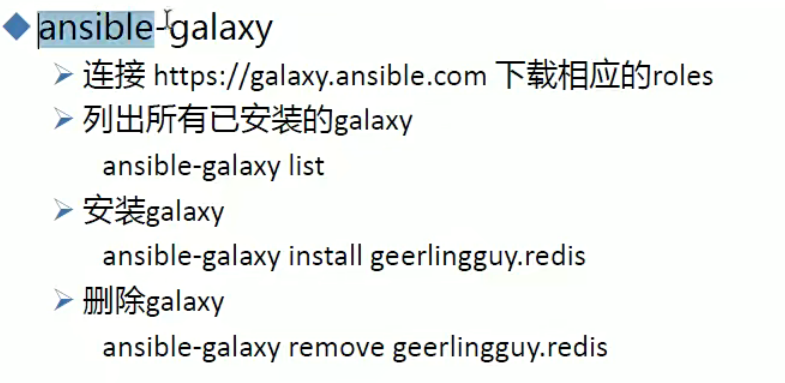 ansible-galaxy
连接 https://galaxy.ansible.com 下载相应的roles
列出所有已安装的galaxy
ansible-galaxy list
安装galaxy
ansible-galaxy install geerlingguy.redis
删除galaxy
ansible-galaxy remove geerlingguy.redis